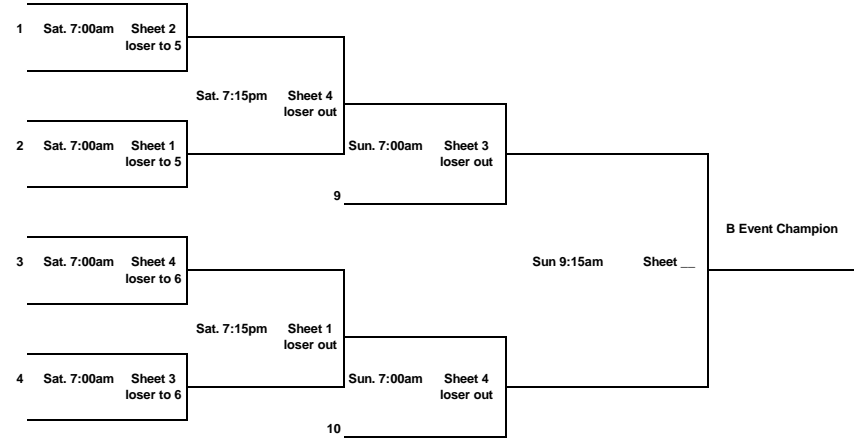 1 Sat. 7:00am Sheet 2
loser to 5
Sat. 7:15pm Sheet 4
loser out
2 Sat. 7:00am Sheet 1
loser to 5
Sun. 7:00am Sheet 3
loser out
9
B Event Champion
3 Sat. 7:00am Sheet 4
loser to 6
Sun 9:15am Sheet __
Sat. 7:15pm Sheet 1
loser out
4 Sat. 7:00am Sheet 3
loser to 6
Sun. 7:00am Sheet 4
loser out
10